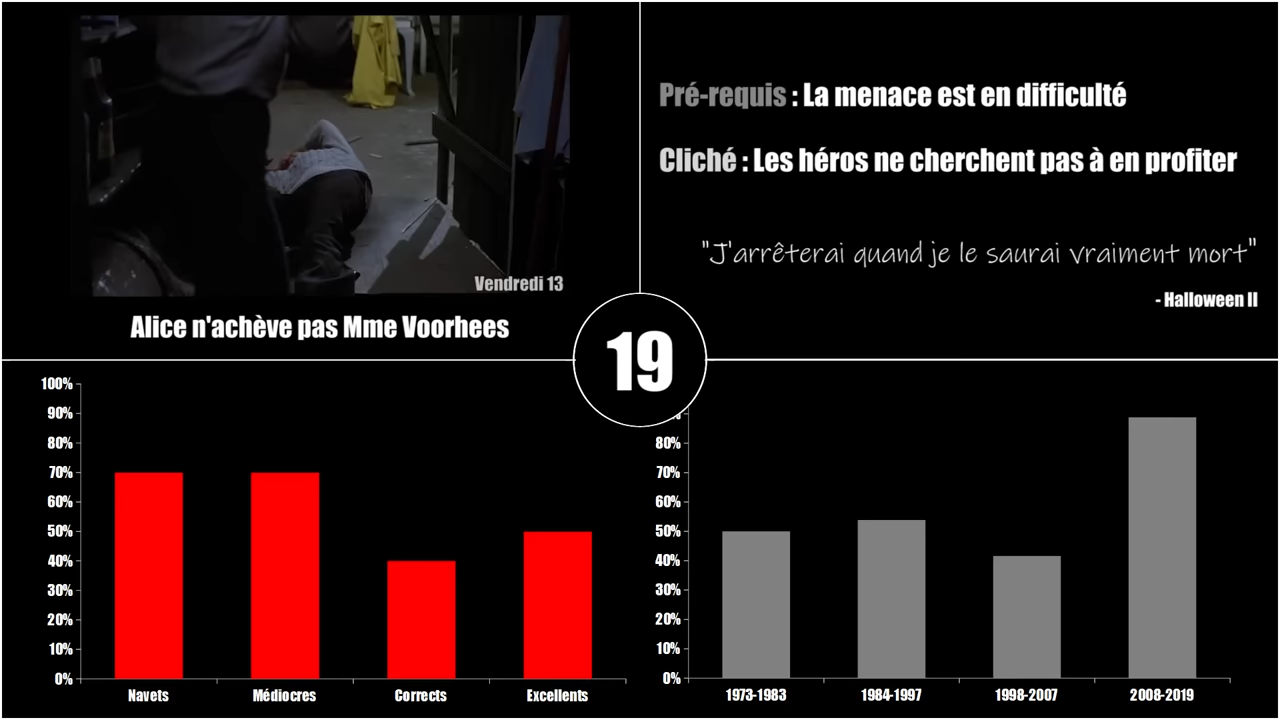 Vendredi 13
Alice n'achève pas Mme Voorhees
Pré-requis : La menace est en difficulté
Cliché : Les héros ne cherchent pas à en profiter
"J'arrêterai quand je le saurai vraiment mort"
- Halloween II
19
100%
90%
80%
70%
60%
50%
40%
30%
20%
10%
0%
Navets Médiocres Corrects Excellents
%
80%
70%
60%
50%
40%
30%
20%
10%
0%
1973-1983 1984-1997 1998-2007 2008-2019